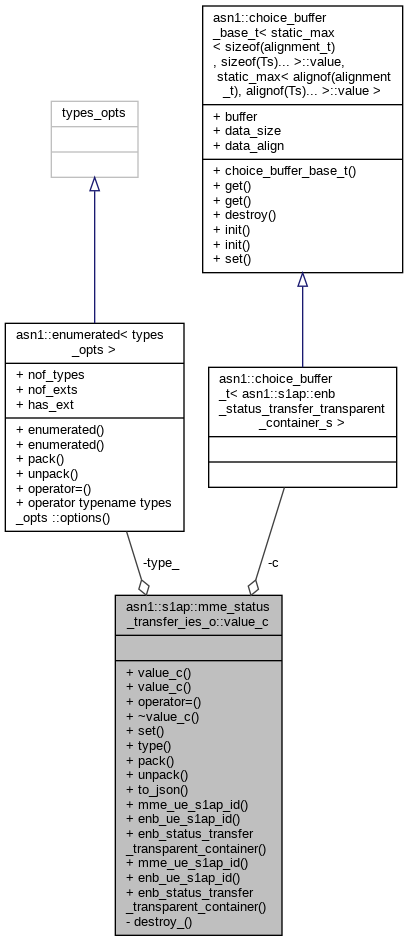 asn1::choice_buffer
_base_t< static_max
< sizeof(alignment_t)
, sizeof(Ts)... >::value,
static_max< alignof(alignment
_t), alignof(Ts)... >::value >
+ buffer
+ data_size
+ data_align
+ choice_buffer_base_t()
+ get()
+ get()
+ destroy()
+ init()
+ init()
+ set()
types_opts
asn1::enumerated< types
_opts >
+ nof_types
+ nof_exts
+ has_ext
+ enumerated()
+ enumerated()
+ pack()
+ unpack()
+ operator=()
+ operator typename types
_opts ::options()
asn1::choice_buffer
_t< asn1::s1ap::enb
_status_transfer_transparent
_container_s >
-type_
-c
asn1::s1ap::mme_status
_transfer_ies_o::value_c
+ value_c()
+ value_c()
+ operator=()
+ ~value_c()
+ set()
+ type()
+ pack()
+ unpack()
+ to_json()
+ mme_ue_s1ap_id()
+ enb_ue_s1ap_id()
+ enb_status_transfer
_transparent_container()
+ mme_ue_s1ap_id()
+ enb_ue_s1ap_id()
+ enb_status_transfer
_transparent_container()
- destroy_()